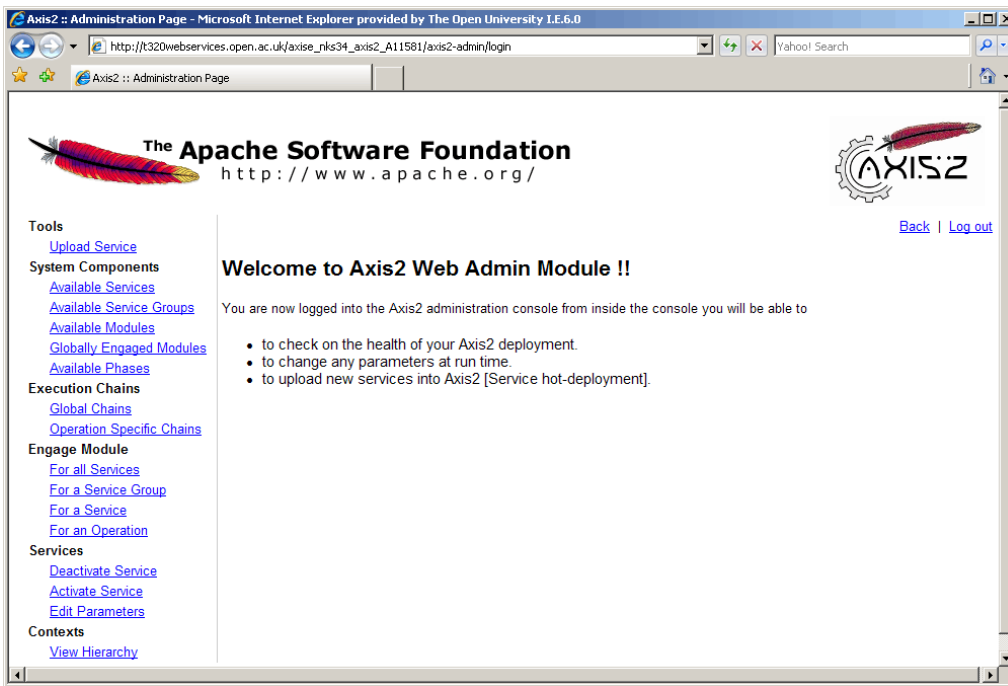 Axis2 :: Administration Page - Microsoft Internet Explorer provided by The Open University I.E.6.0
http://t320webservices.open.ac.uk/axise_nks34_axis2_A11581/axis2-admin/login
Yahoo! Search
Axis2 :: Administration Page
The Apache Software Foundation
http://www.apache.org/
AXIS2
Back | Log out
Tools
Upload Service
System Components
Available Services
Available Service Groups
Available Modules
Globally Engaged Modules
Available Phases
Execution Chains
Global Chains
Operation Specific Chains
Engage Module
For all Services
For a Service Group
For a Service
For an Operation
Services
Deactivate Service
Activate Service
Edit Parameters
Contexts
View Hierarchy
Welcome to Axis2 Web Admin Module !!
You are now logged into the Axis2 administration console from inside the console you will be able to
• to check on the health of your Axis2 deployment.
• to change any parameters at run time.
• to upload new services into Axis2 [Service hot-deployment].